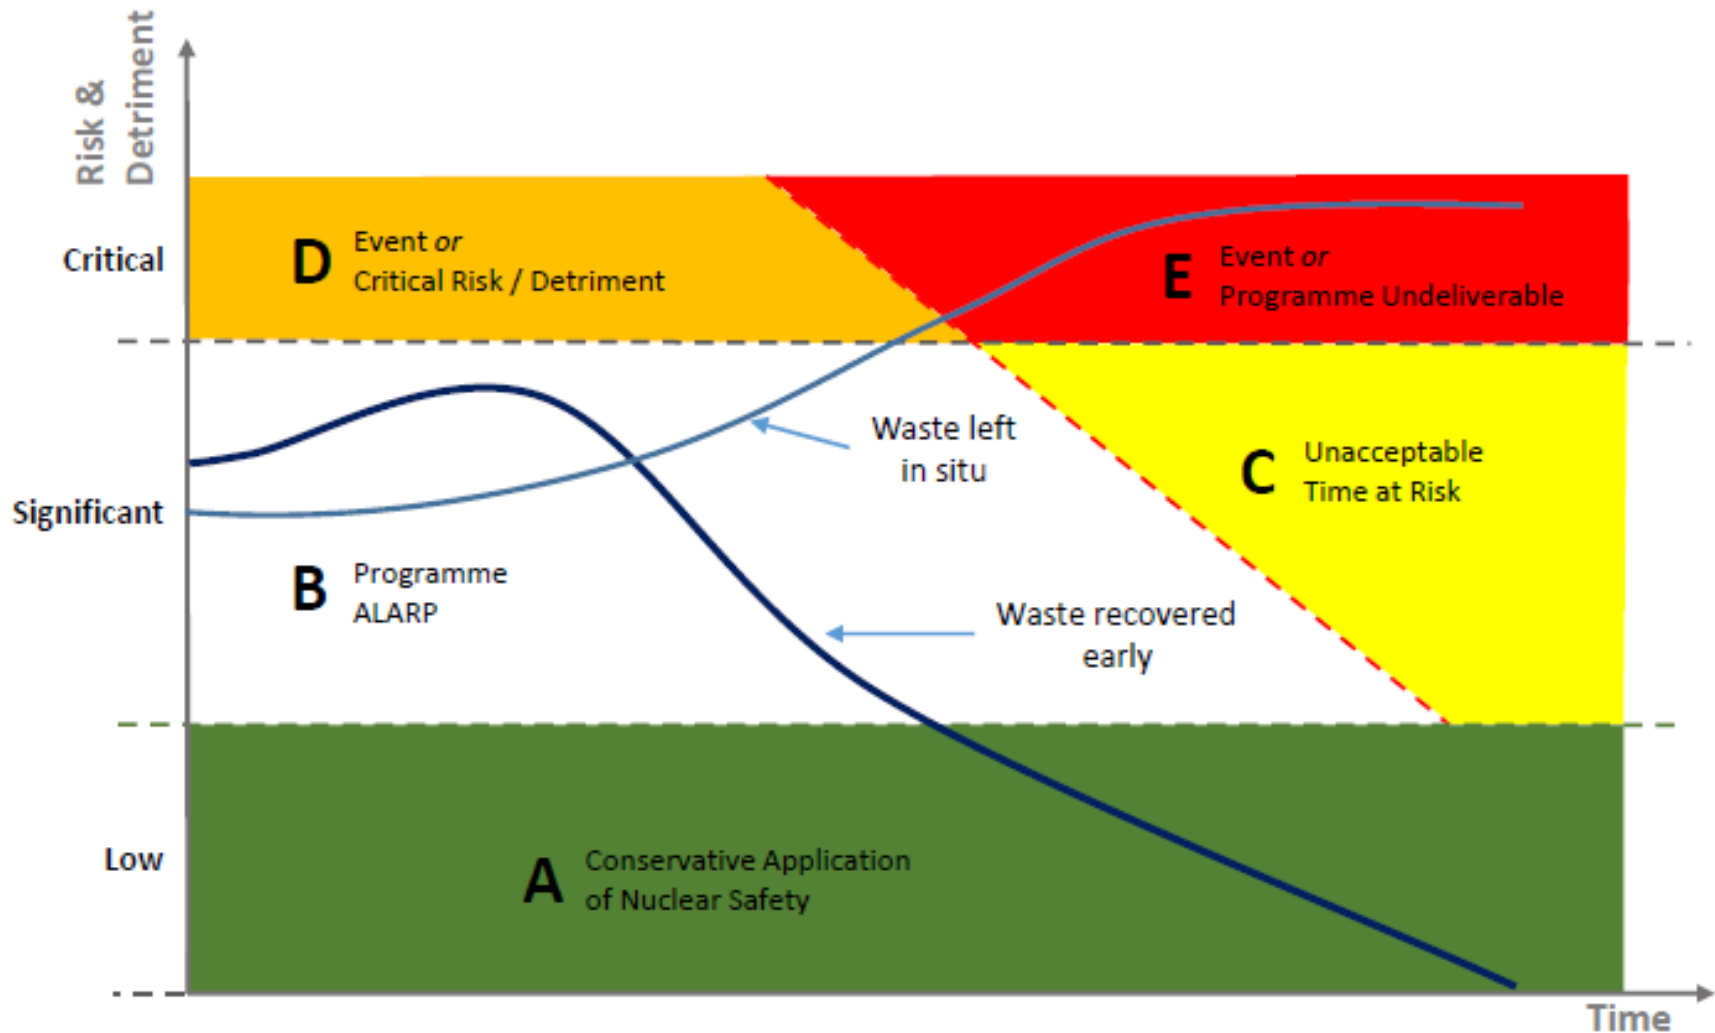 Risk &
Detriment
Critical
D
Event or
Critical Risk / Detriment
E
Event or
Programme Undeliverable
Waste left
in situ
C
Unacceptable
Time at Risk
Significant
B
Programme
ALARP
Waste recovered
early
Low
A
Conservative Application
of Nuclear Safety
Time